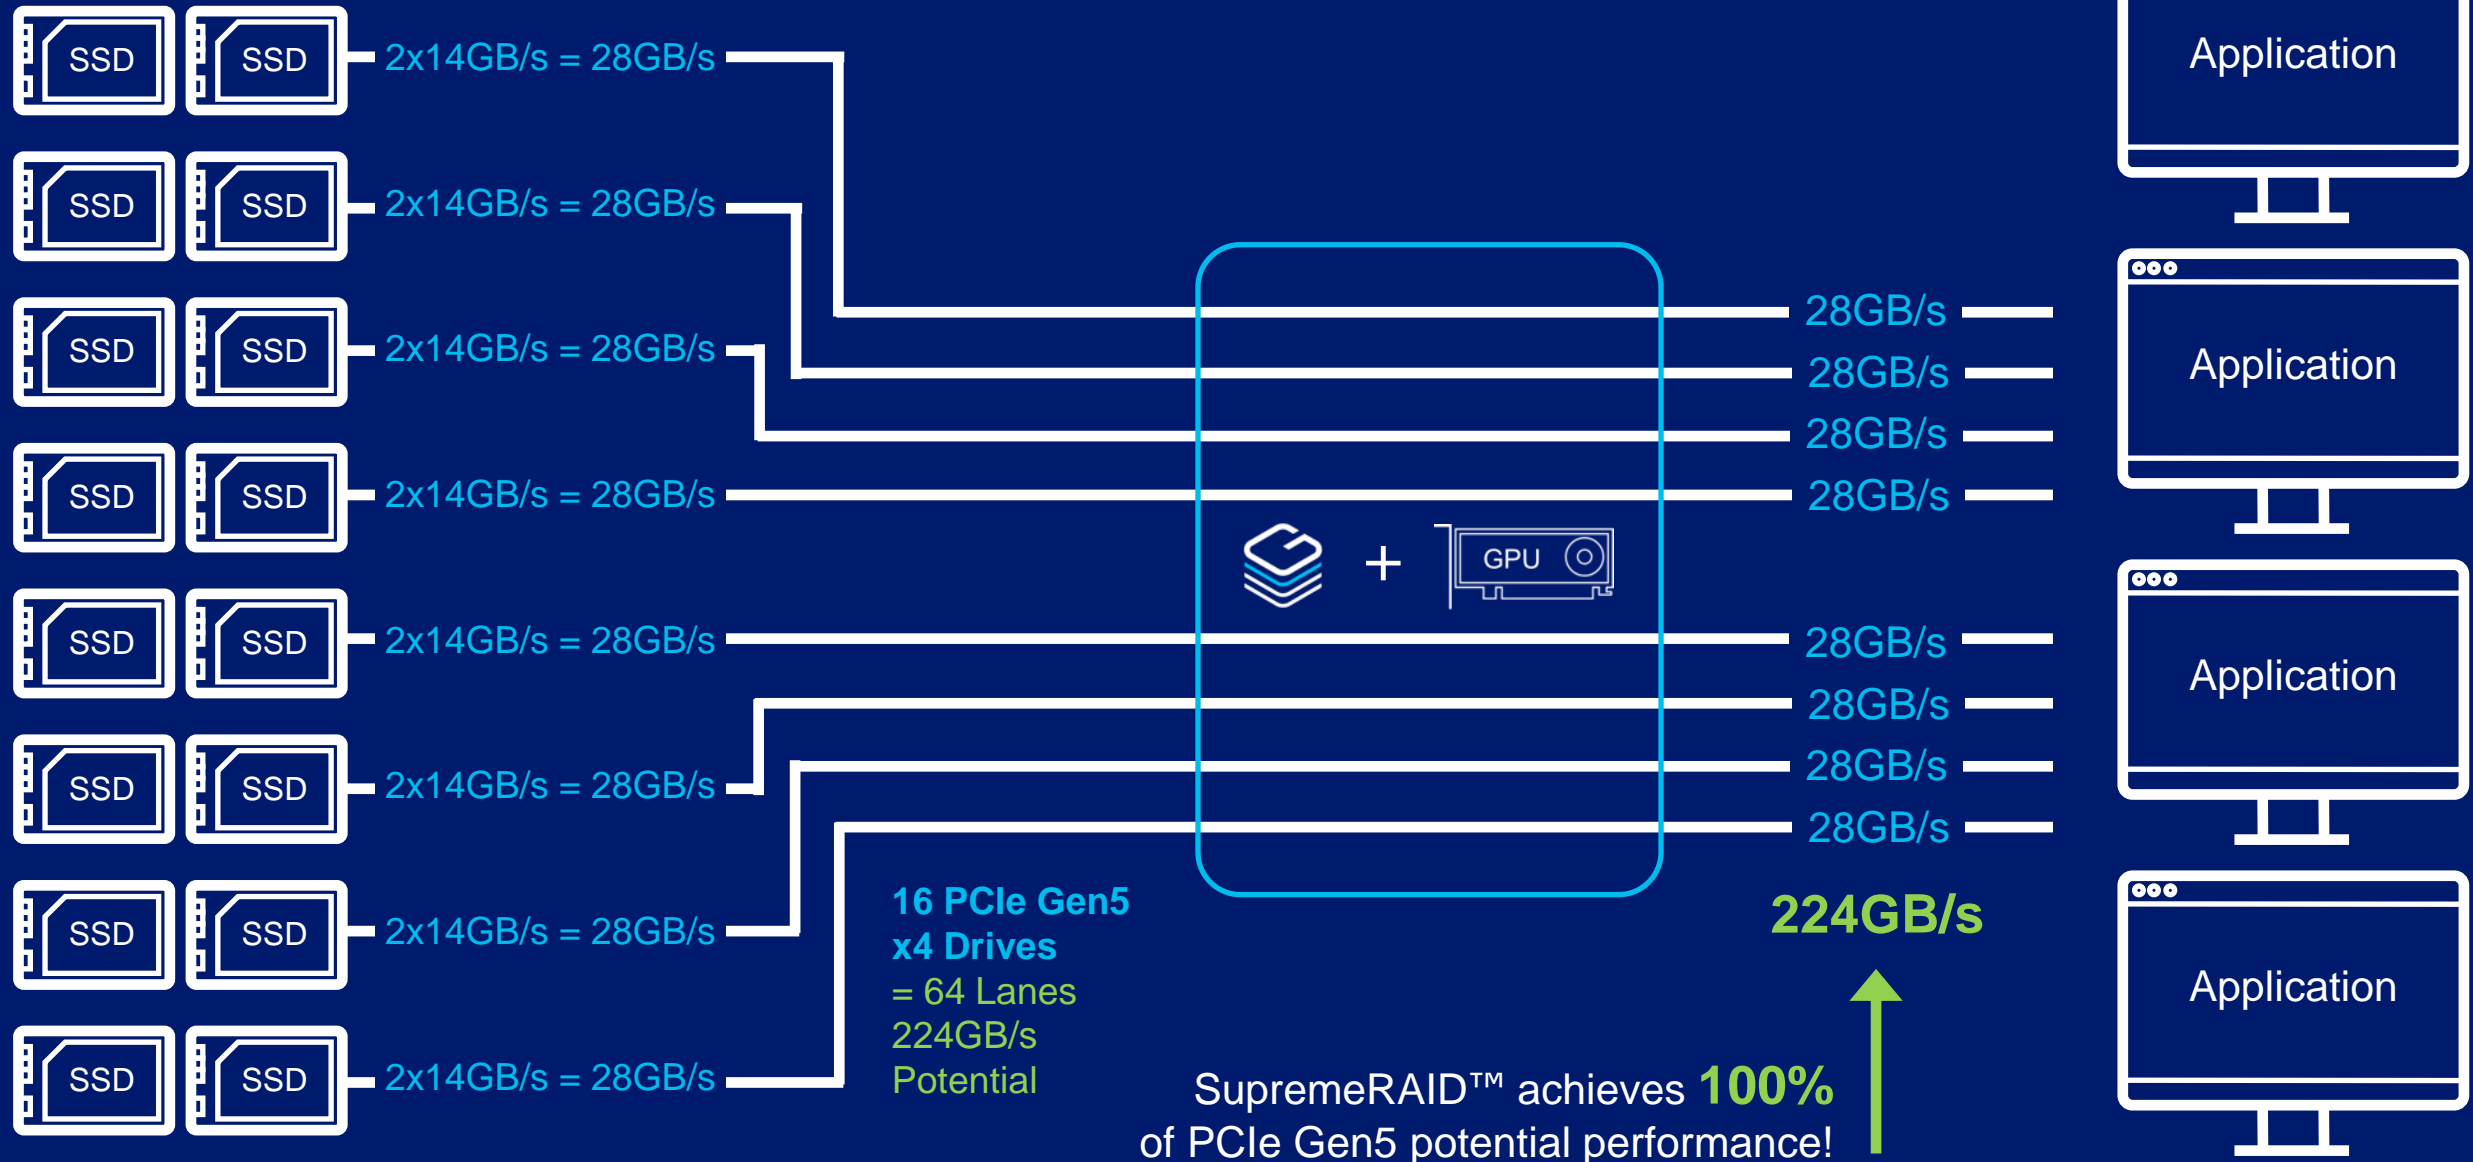 SSD SSD 2x14GB/s = 28GB/s
Application
SSD SSD 2x14GB/s = 28GB/s
28GB/s
SSD SSD 2x14GB/s = 28GB/s
Application
28GB/s
28GB/s
SSD SSD 2x14GB/s = 28GB/s
28GB/s
+ GPU
SSD SSD 2x14GB/s = 28GB/s
28GB/s
Application
28GB/s
SSD SSD 2x14GB/s = 28GB/s
28GB/s
28GB/s
SSD SSD 2x14GB/s = 28GB/s
16 PCIe Gen5
x4 Drives
= 64 Lanes
224GB/s
Potential
224GB/s
Application
SSD SSD 2x14GB/s = 28GB/s
SupremeRAID™ achieves 100%
of PCIe Gen5 potential performance!